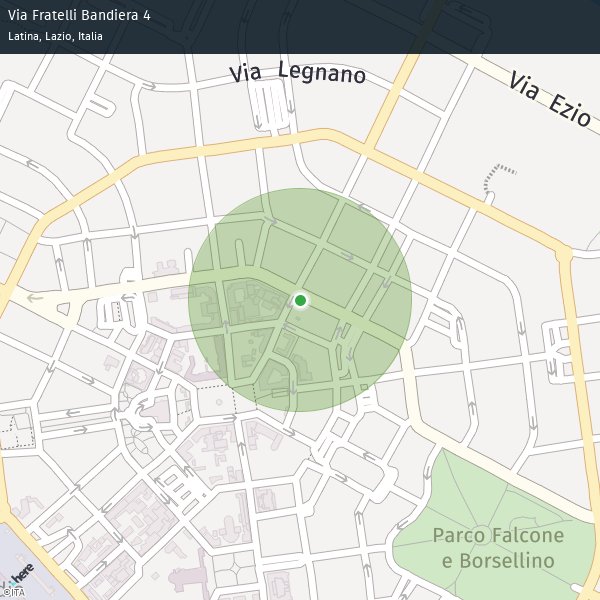 Via Fratelli Bandiera 4
Latina, Lazio, Italia
Via Legnano
Via Ezio
Parco Falcone
e Borsellino
here
©ITA